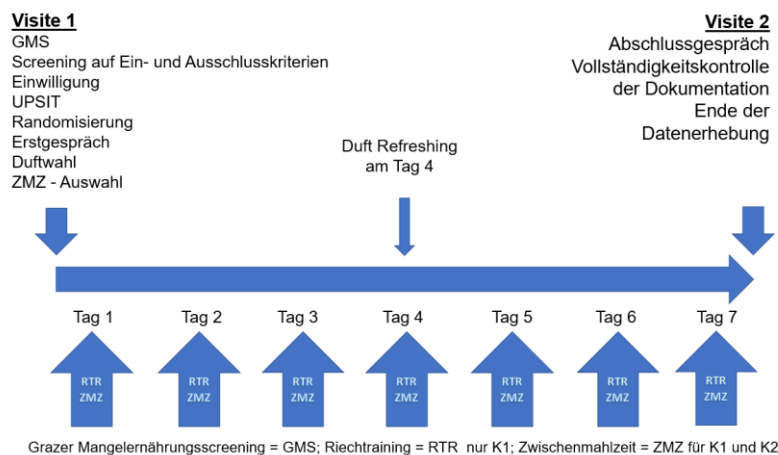 Visite 1
GMS
Screening auf Ein- und Ausschlusskriterien
Einwilligung
UPSIT
Randomisierung
Erstgespräch
Duftwahl
ZMZ - Auswahl
Visite 2
Abschlussgespräch
Vollständigkeitskontrolle
der Dokumentation
Ende der
Datenerhebung
Duft Refreshing
am Tag 4
Tag 1
Tag 2
Tag 3
Tag 4
Tag 5
Tag 6
Tag 7
RTR
ZMZ
RTR
ZMZ
RTR
ZMZ
RTR
ZMZ
RTR
ZMZ
RTR
ZMZ
RTR
ZMZ
Grazer Mangelernährungsscreening = GMS; Riechtraining = RTR nur K1; Zwischenmahlzeit = ZMZ für K1 und K2